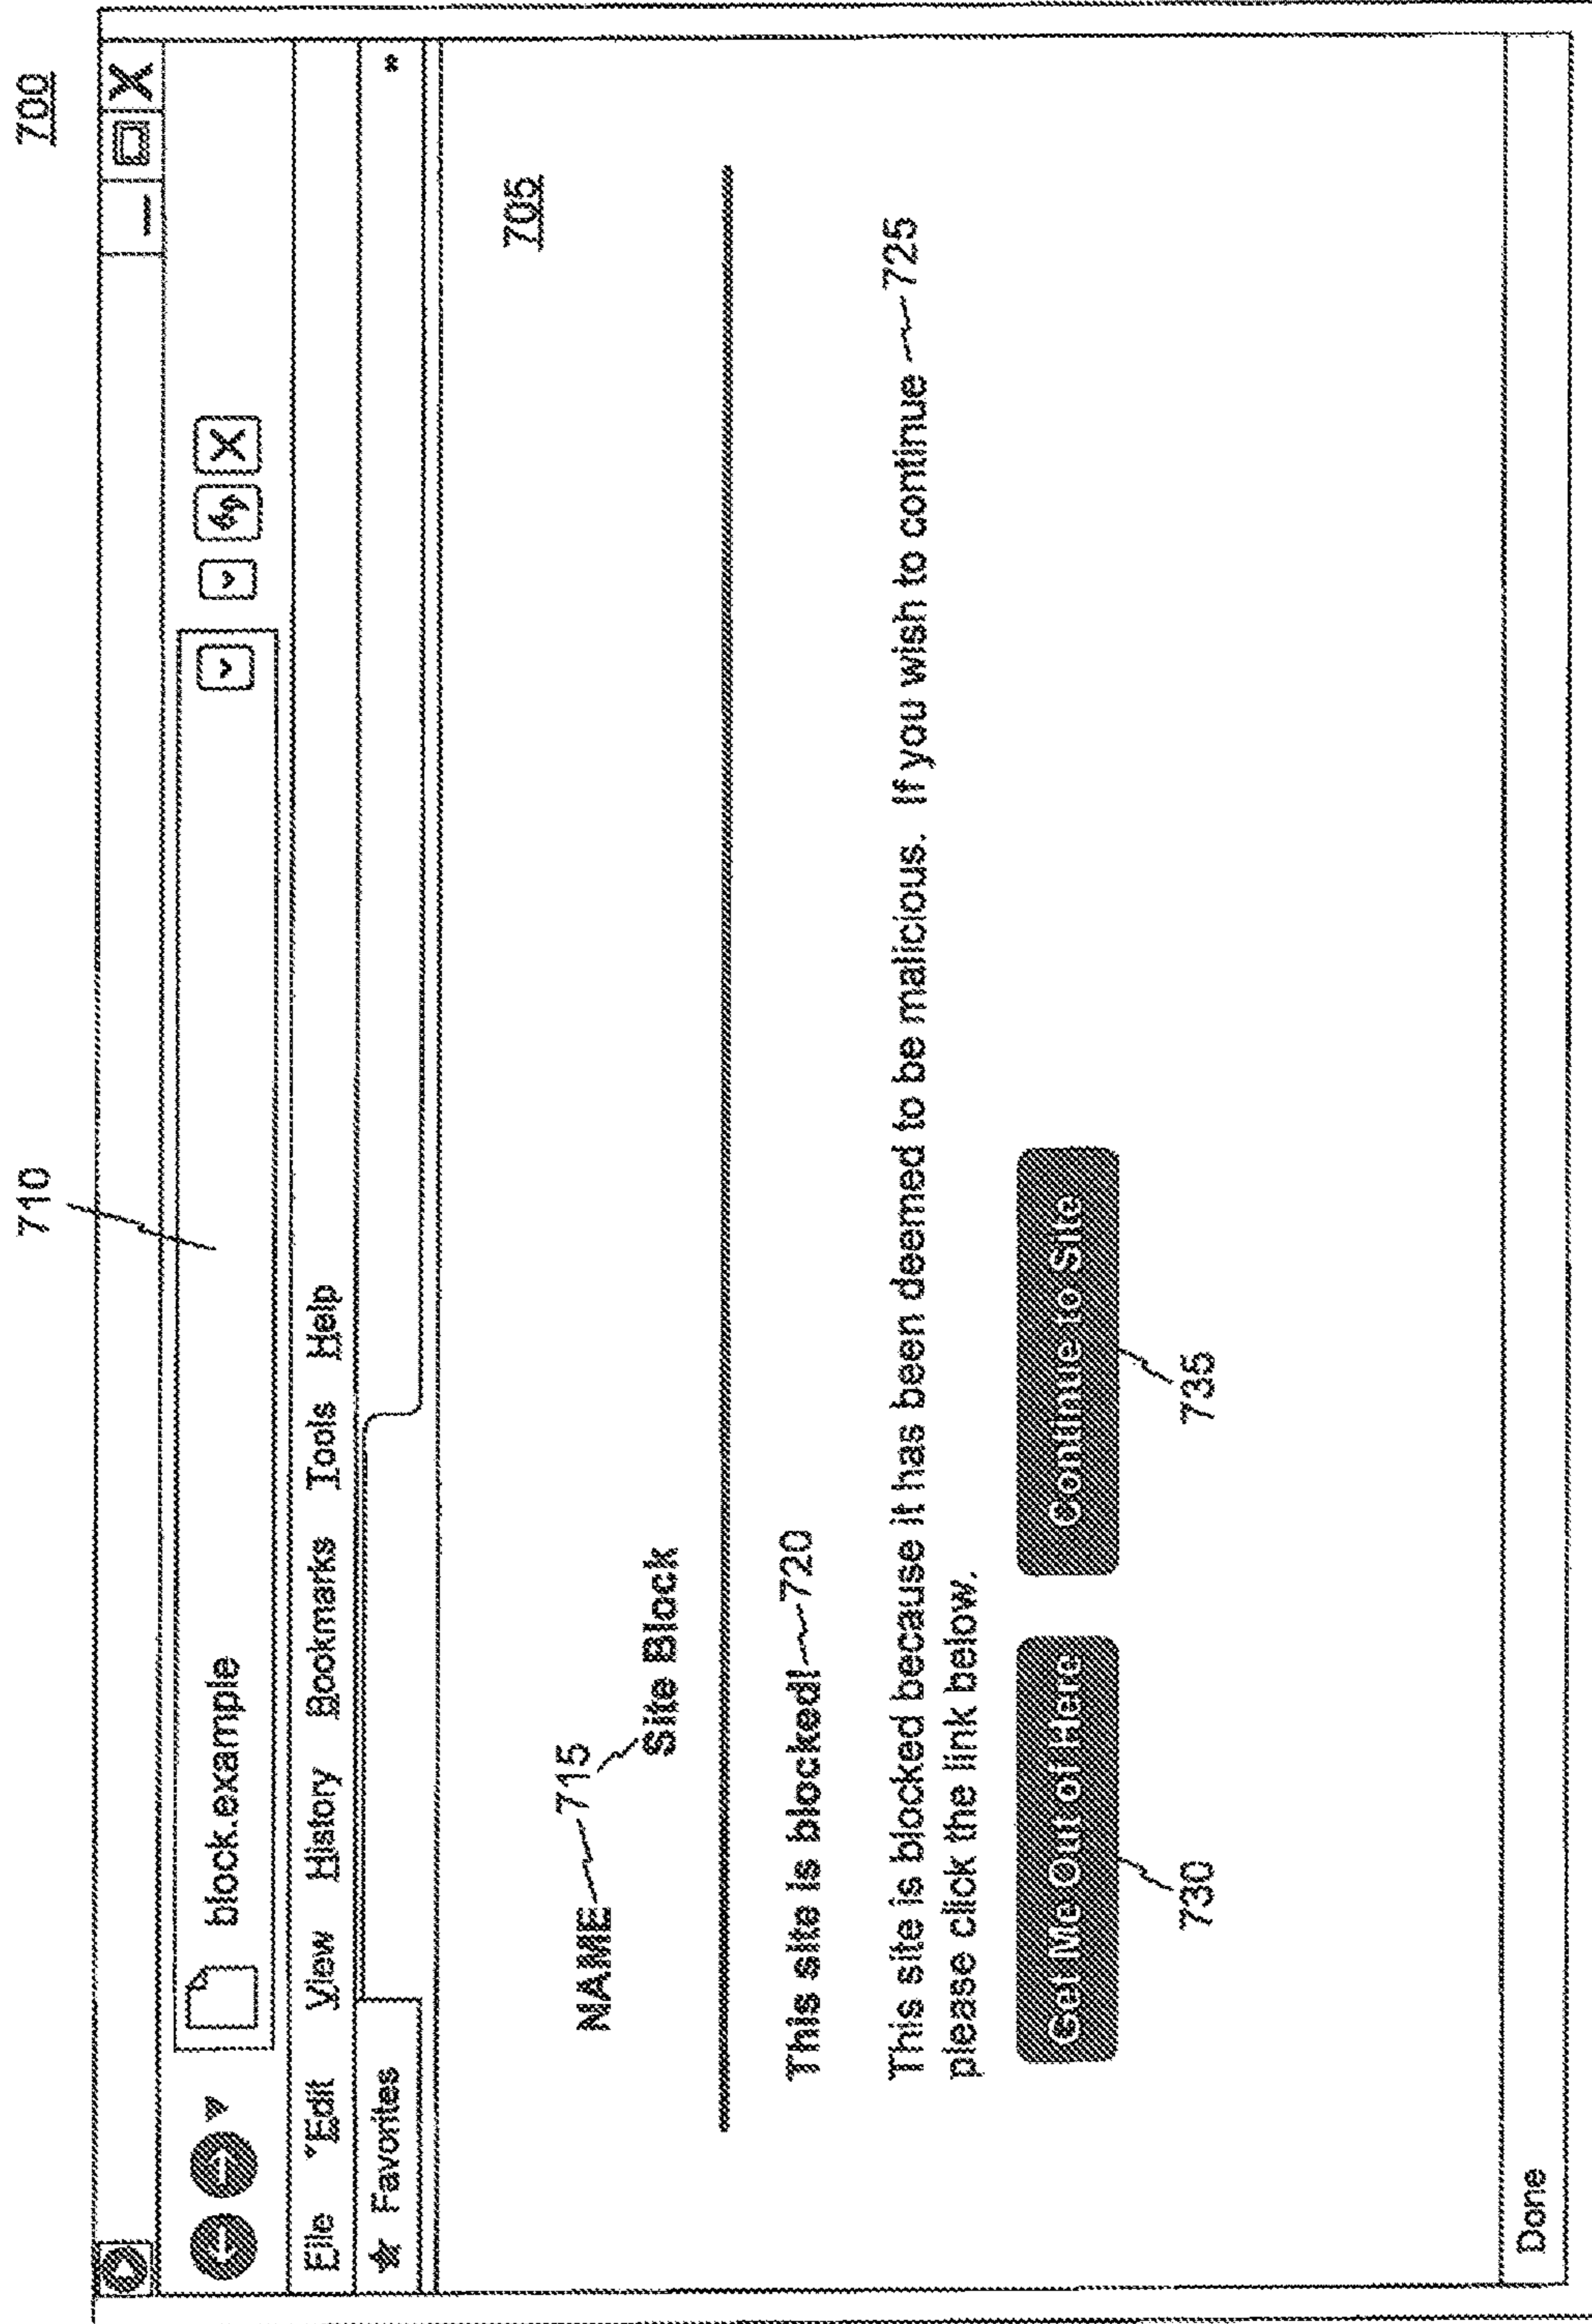 700
710
block.example
File Edit View History Bookmarks Tools Help
Favorites
705
NAME 715
Site Block
This site is blocked! 720
This site is blocked because it has been deemed to be malicious. If you wish to continue 725
please click the link below.
Get Me Out of Here Continue to Site
730 735
Done